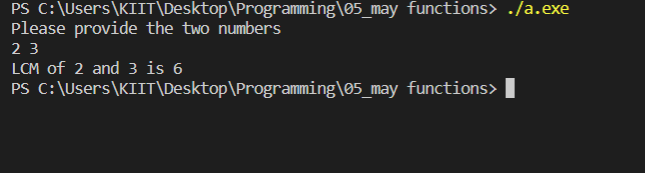 PS C:\Users\KIIT\Desktop\Programming\05_may functions> ./a.exe
Please provide the two numbers
2 3
LCM of 2 and 3 is 6
PS C:\Users\KIIT\Desktop\Programming\05_may functions>